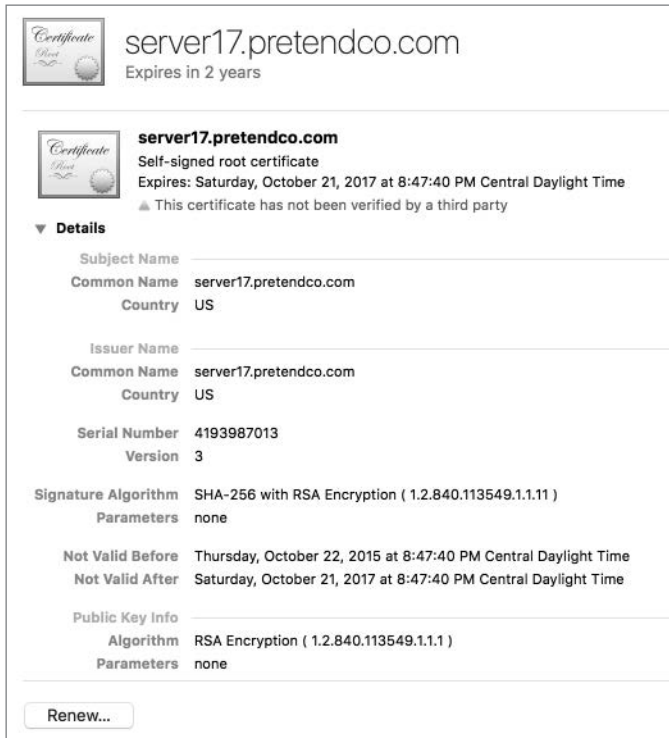 Certificate
Root
server17.pretendco.com
Expires in 2 years
Certificate
Root
server17.pretendco.com
Self-signed root certificate
Expires: Saturday, October 21, 2017 at 8:47:40 PM Central Daylight Time
This certificate has not been verified by a third party
Details
Subject Name
Common Name server17.pretendco.com
Country US
Issuer Name
Common Name server17.pretendco.com
Country US
Serial Number 4193987013
Version 3
Signature Algorithm SHA-256 with RSA Encryption ( 1.2.840.113549.1.1.11 )
Parameters none
Not Valid Before Thursday, October 22, 2015 at 8:47:40 PM Central Daylight Time
Not Valid After Saturday, October 21, 2017 at 8:47:40 PM Central Daylight Time
Public Key Info
Algorithm RSA Encryption ( 1.2.840.113549.1.1.1 )
Parameters none
Renew...